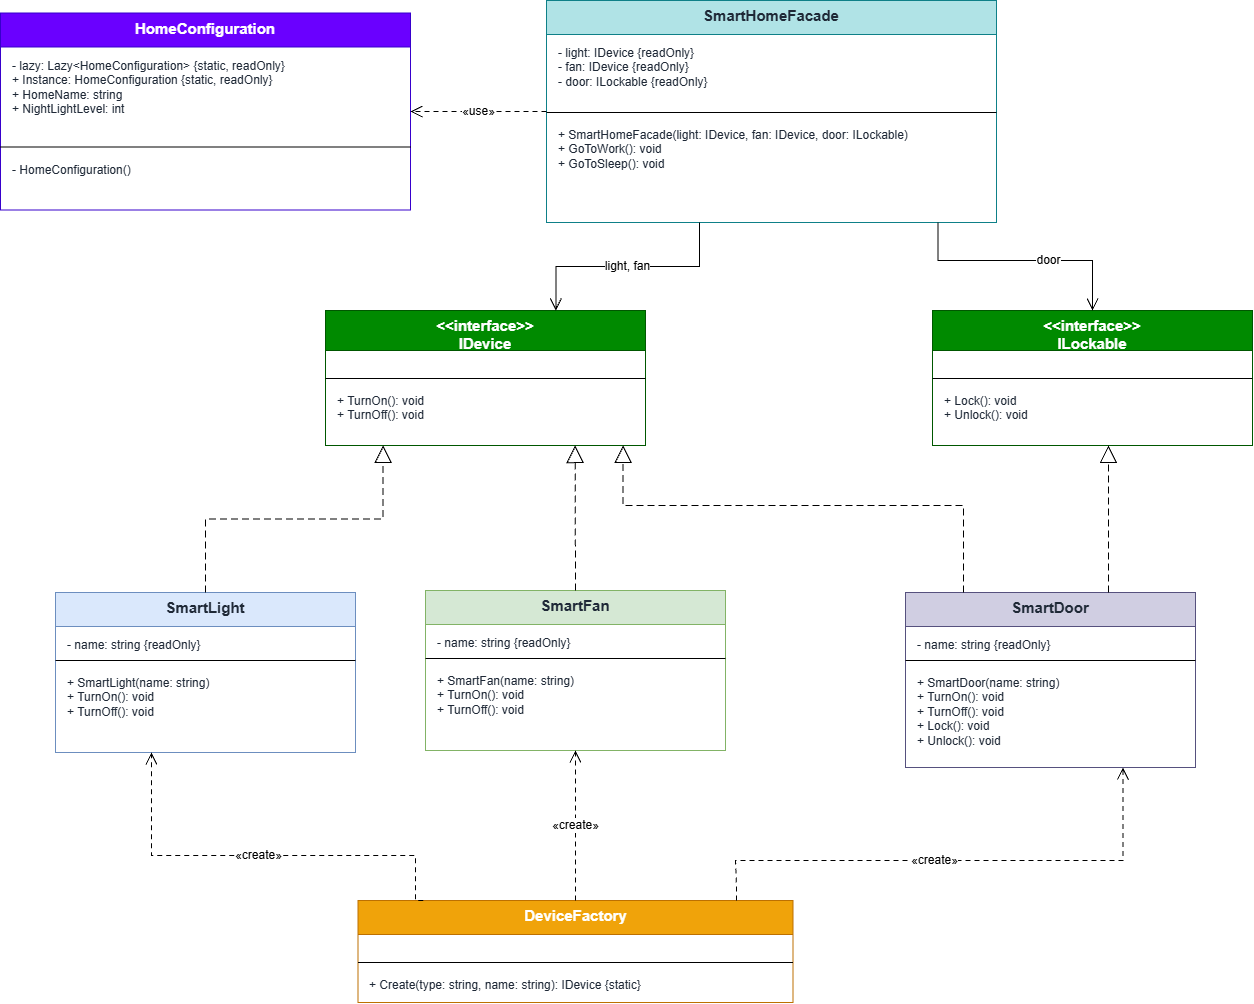 HomeConfiguration
- lazy: Lazy<HomeConfiguration> {static, readOnly}
+ Instance: HomeConfiguration {static, readOnly}
+ HomeName: string
+ NightLightLevel: int
- HomeConfiguration()
«use»
SmartHomeFacade
- light: IDevice {readOnly}
- fan: IDevice {readOnly}
- door: ILockable {readOnly}
+ SmartHomeFacade(light: IDevice, fan: IDevice, door: ILockable)
+ GoToWork(): void
+ GoToSleep(): void
light, fan
door
<<interface>>
IDevice
+ TurnOn(): void
+ TurnOff(): void
<<interface>>
ILockable
+ Lock(): void
+ Unlock(): void
SmartLight
- name: string {readOnly}
+ SmartLight(name: string)
+ TurnOn(): void
+ TurnOff(): void
SmartFan
- name: string {readOnly}
+ SmartFan(name: string)
+ TurnOn(): void
+ TurnOff(): void
SmartDoor
- name: string {readOnly}
+ SmartDoor(name: string)
+ TurnOn(): void
+ TurnOff(): void
+ Lock(): void
+ Unlock(): void
«create»
«create»
«create»
DeviceFactory
+ Create(type: string, name: string): IDevice {static}